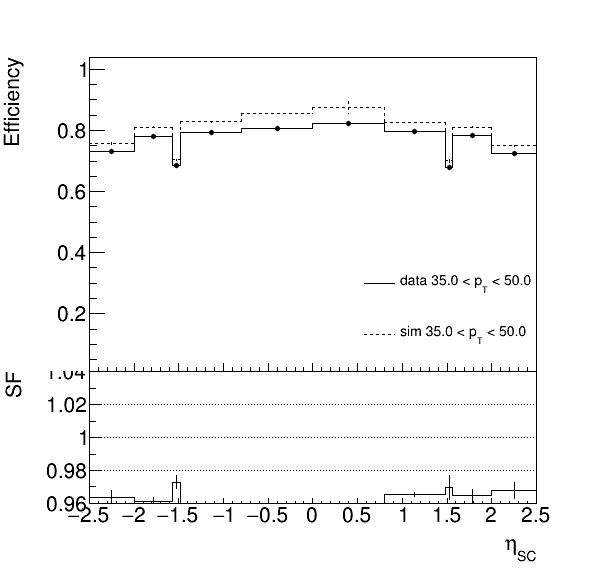 Efficiency
1
0.8
0.6
0.4
0.2
data 35.0 < p_T < 50.0
sim 35.0 < p_T < 50.0
SF
1.04
1.02
1
0.98
0.96
−2.5 −2 −1.5 −1 −0.5 0 0.5 1 1.5 2 2.5
η_SC